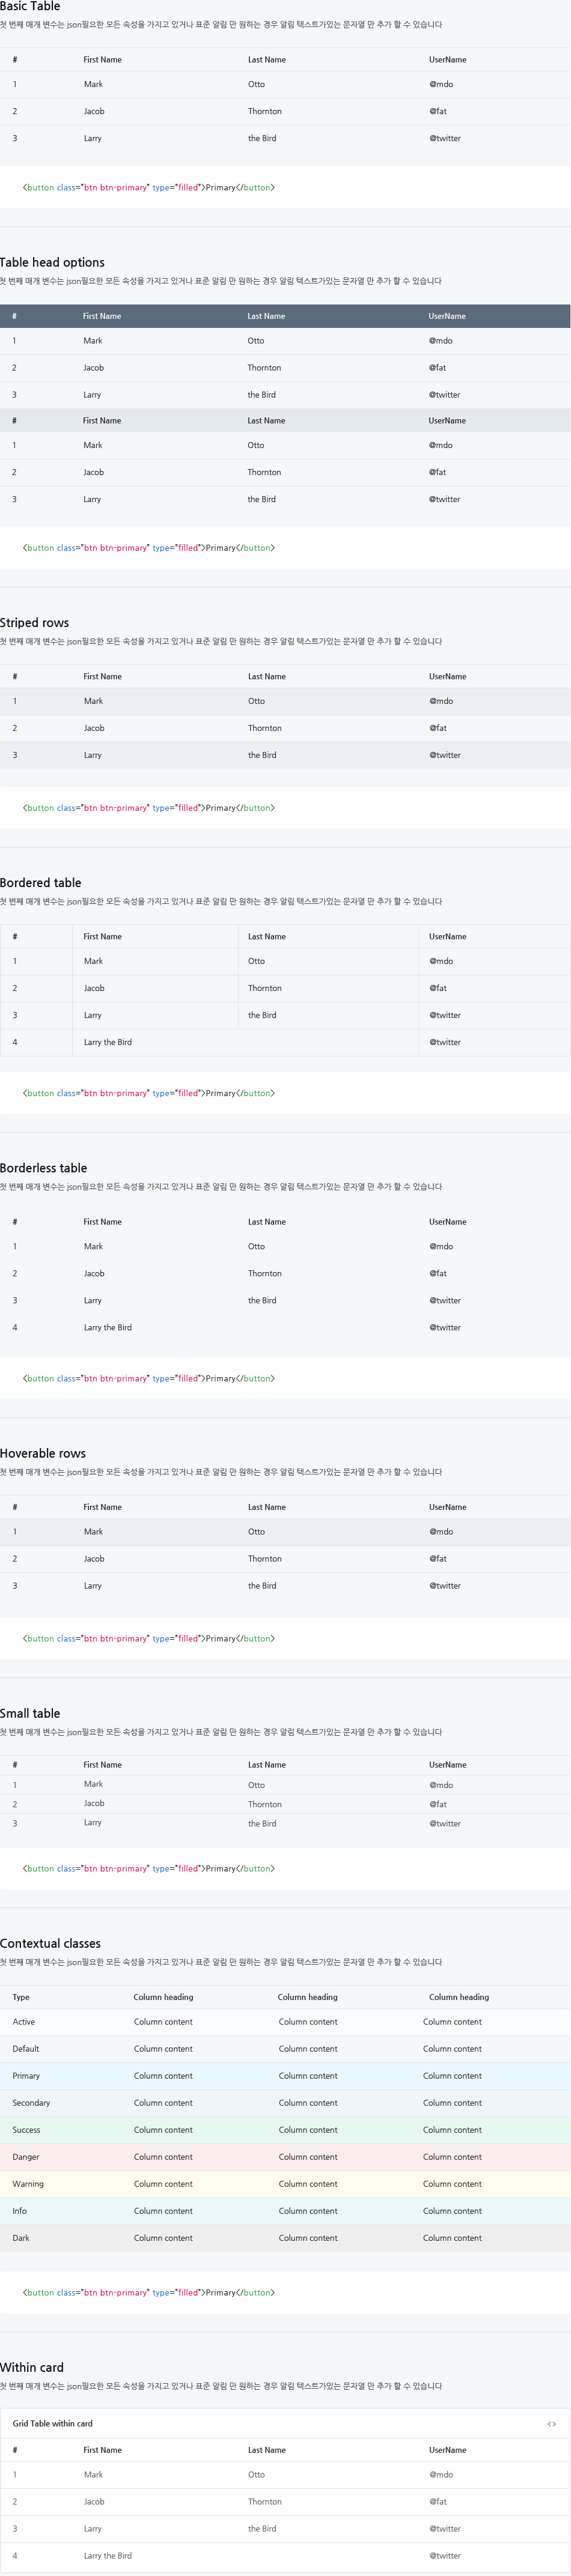 Basic Table
첫 번째 매개 변수는 json필요한 모든 속성을 가지고 있거나 표준 알림 만 원하는 경우 알림 텍스트가있는 문자열 만 추가 할 수 있습니다
# First Name Last Name UserName
1 Mark Otto @mdo
2 Jacob Thornton @fat
3 Larry the Bird @twitter
<button class="btn btn-primary" type="filled">Primary</button>
Table head options
첫 번째 매개 변수는 json필요한 모든 속성을 가지고 있거나 표준 알림 만 원하는 경우 알림 텍스트가있는 문자열 만 추가 할 수 있습니다
# First Name Last Name UserName
1 Mark Otto @mdo
2 Jacob Thornton @fat
3 Larry the Bird @twitter
# First Name Last Name UserName
1 Mark Otto @mdo
2 Jacob Thornton @fat
3 Larry the Bird @twitter
<button class="btn btn-primary" type="filled">Primary</button>
Striped rows
첫 번째 매개 변수는 json필요한 모든 속성을 가지고 있거나 표준 알림 만 원하는 경우 알림 텍스트가있는 문자열 만 추가 할 수 있습니다
# First Name Last Name UserName
1 Mark Otto @mdo
2 Jacob Thornton @fat
3 Larry the Bird @twitter
<button class="btn btn-primary" type="filled">Primary</button>
Bordered table
첫 번째 매개 변수는 json필요한 모든 속성을 가지고 있거나 표준 알림 만 원하는 경우 알림 텍스트가있는 문자열 만 추가 할 수 있습니다
# First Name Last Name UserName
1 Mark Otto @mdo
2 Jacob Thornton @fat
3 Larry the Bird @twitter
4 Larry the Bird @twitter
<button class="btn btn-primary" type="filled">Primary</button>
Borderless table
첫 번째 매개 변수는 json필요한 모든 속성을 가지고 있거나 표준 알림 만 원하는 경우 알림 텍스트가있는 문자열 만 추가 할 수 있습니다
# First Name Last Name UserName
1 Mark Otto @mdo
2 Jacob Thornton @fat
3 Larry the Bird @twitter
4 Larry the Bird @twitter
<button class="btn btn-primary" type="filled">Primary</button>
Hoverable rows
첫 번째 매개 변수는 json필요한 모든 속성을 가지고 있거나 표준 알림 만 원하는 경우 알림 텍스트가있는 문자열 만 추가 할 수 있습니다
# First Name Last Name UserName
1 Mark Otto @mdo
2 Jacob Thornton @fat
3 Larry the Bird @twitter
<button class="btn btn-primary" type="filled">Primary</button>
Small table
첫 번째 매개 변수는 json필요한 모든 속성을 가지고 있거나 표준 알림 만 원하는 경우 알림 텍스트가있는 문자열 만 추가 할 수 있습니다
# First Name Last Name UserName
1 Mark Otto @mdo
2 Jacob Thornton @fat
3 Larry the Bird @twitter
<button class="btn btn-primary" type="filled">Primary</button>
Contextual classes
첫 번째 매개 변수는 json필요한 모든 속성을 가지고 있거나 표준 알림 만 원하는 경우 알림 텍스트가있는 문자열 만 추가 할 수 있습니다
Type Column heading Column heading Column heading
Active Column content Column content Column content
Default Column content Column content Column content
Primary Column content Column content Column content
Secondary Column content Column content Column content
Success Column content Column content Column content
Danger Column content Column content Column content
Warning Column content Column content Column content
Info Column content Column content Column content
Dark Column content Column content Column content
<button class="btn btn-primary" type="filled">Primary</button>
Within card
첫 번째 매개 변수는 json필요한 모든 속성을 가지고 있거나 표준 알림 만 원하는 경우 알림 텍스트가있는 문자열 만 추가 할 수 있습니다
Grid Table within card
# First Name Last Name UserName
1 Mark Otto @mdo
2 Jacob Thornton @fat
3 Larry the Bird @twitter
4 Larry the Bird @twitter